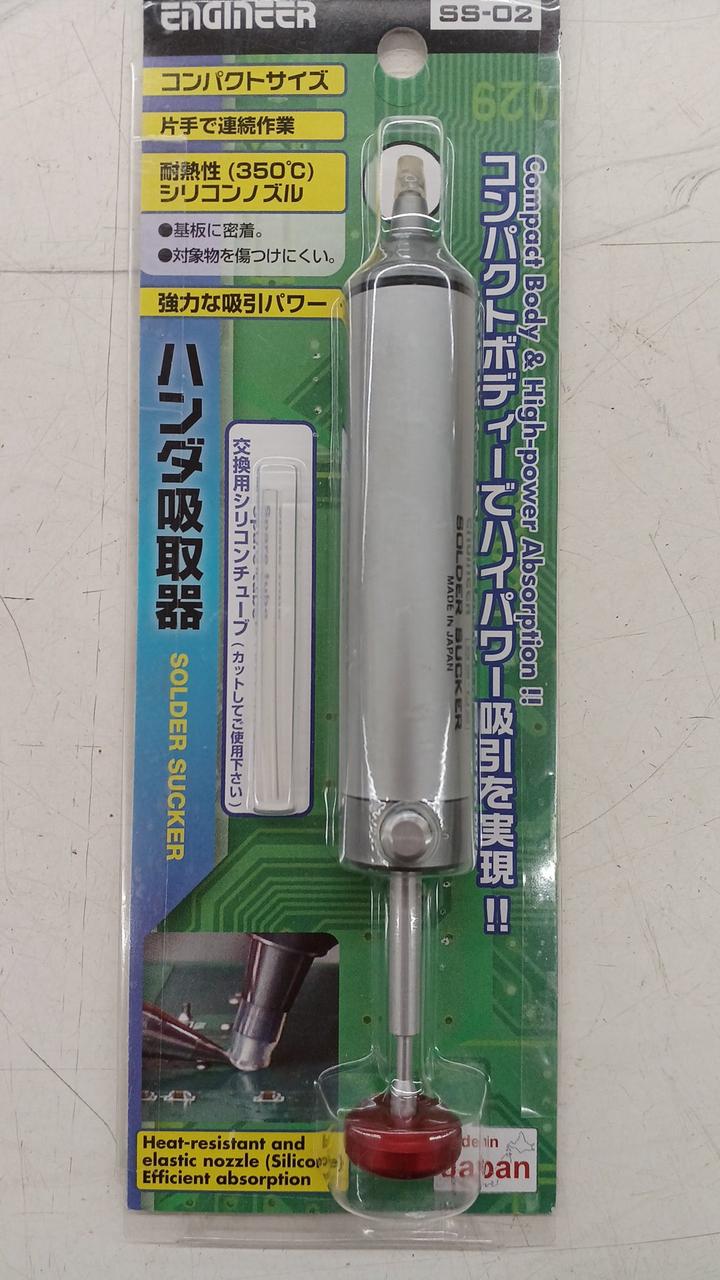 ENGINEER
SS-02
029
コンパクトサイズ
片手で連続作業
耐熱性 (350℃)
シリコンノズル
●基板に密着。
●対象物を傷つけにくい。
強力な吸引パワー
ハンダ吸取器
SOLDER SUCKER
交換用シリコンチューブ(カットしてご使用下さい)
Compact Body & High-power Absorption !!
コンパクトボディーでハイパワー吸引を実現!!
ENGINEER
SOLDER SUCKER
MADE IN JAPAN
Heat-resistant and
elastic nozzle (Silicone)
Efficient absorption
de in
Japan